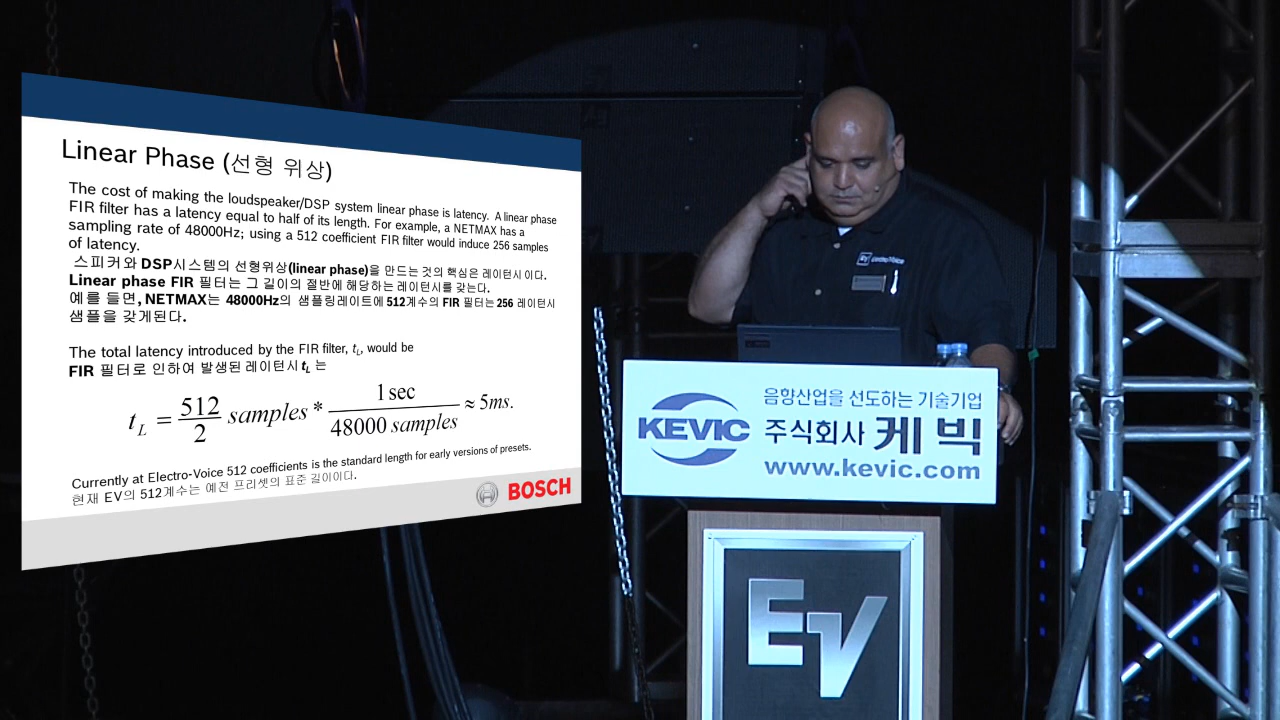 Linear Phase (선형 위상)
The cost of making the loudspeaker/DSP system linear phase is latency. A linear phase
FIR filter has a latency equal to half of its length. For example, a NETMAX has a
sampling rate of 48000Hz; using a 512 coefficient FIR filter would induce 256 samples
of latency.
스피커와 DSP시스템의 선형위상(linear phase)을 만드는 것의 핵심은 레이턴시이다.
Linear phase FIR 필터는 그 길이의 절반에 해당하는 레이턴시를 갖는다.
예를 들면, NETMAX는 48000Hz의 샘플링레이트에 512계수의 FIR 필터는 256 레이턴시
샘플을 갖게된다.
The total latency introduced by the FIR filter, t_L, would be
FIR 필터로 인하여 발생된 레이턴시 t_L 는
t_L = 512/2 samples * 1 sec/48000 samples ≈ 5ms.
Currently at Electro-Voice 512 coefficients is the standard length for early versions of presets.
현재 EV의 512계수는 예전 프리셋의 표준 길이이다.
BOSCH
EV Electro-Voice
KEVIC
음향산업을 선도하는 기술기업
주식회사 케빅
www.kevic.com
EV